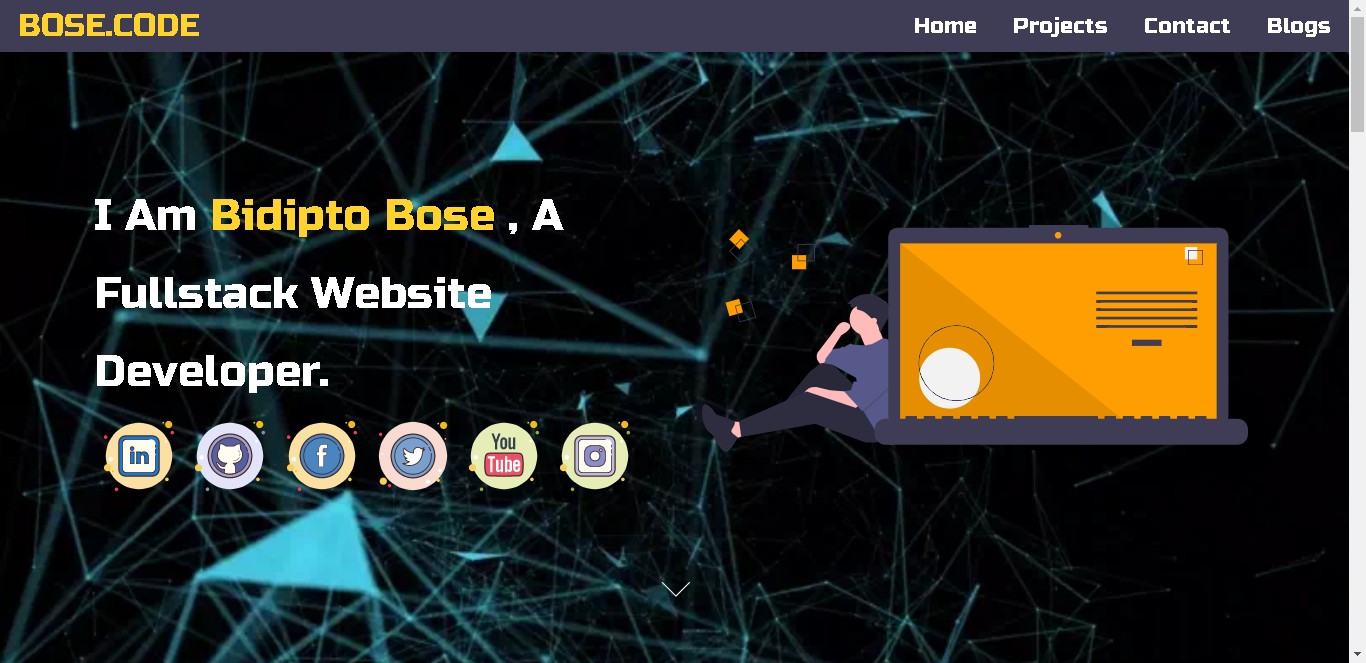 BOSE.CODE
Home Projects Contact Blogs
I Am Bidipto Bose , A
Fullstack Website
Developer.
in f You Tube